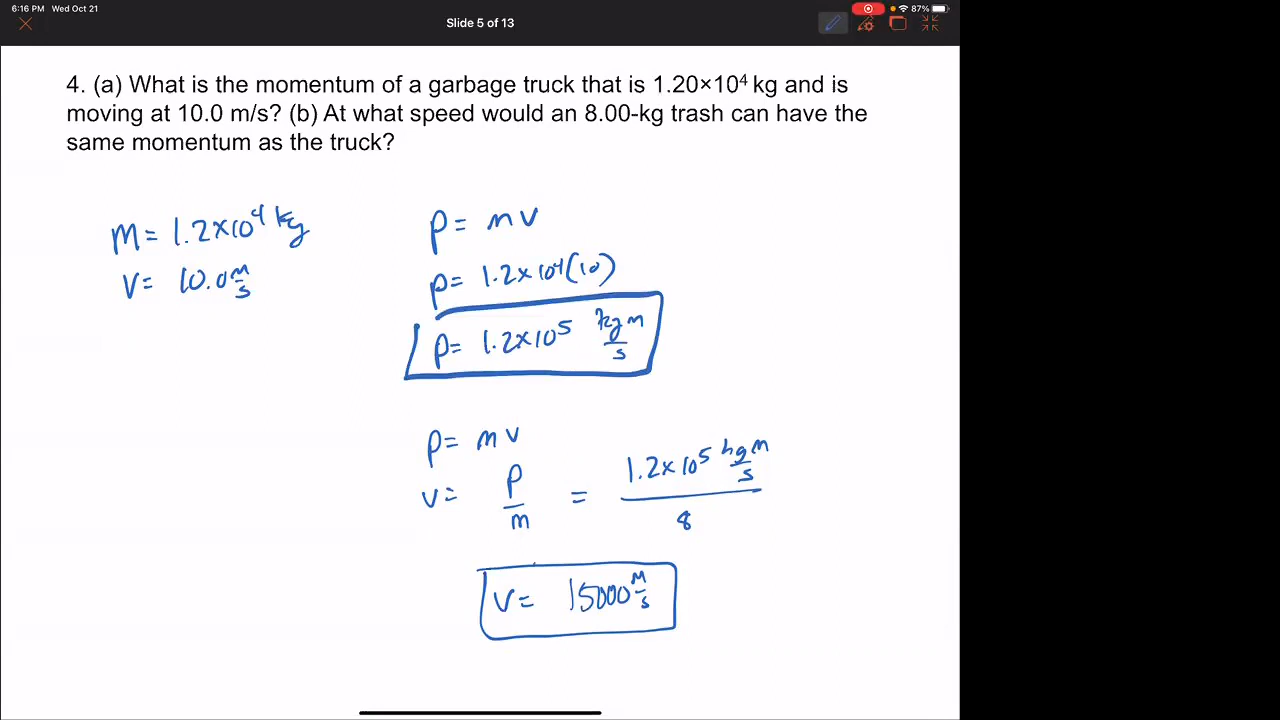 6:16 PM Wed Oct 21
87%
Slide 5 of 13
4. (a) What is the momentum of a garbage truck that is 1.20×10⁴ kg and is
moving at 10.0 m/s? (b) At what speed would an 8.00-kg trash can have the
same momentum as the truck?
m = 1.2×10⁴ kg
v = 10.0 m/s
p = mv
p = 1.2×10⁴(10)
p = 1.2×10⁵ kg m/s
p = mv
v = p/m = 1.2×10⁵ kg m/s / 8
v = 15000 m/s